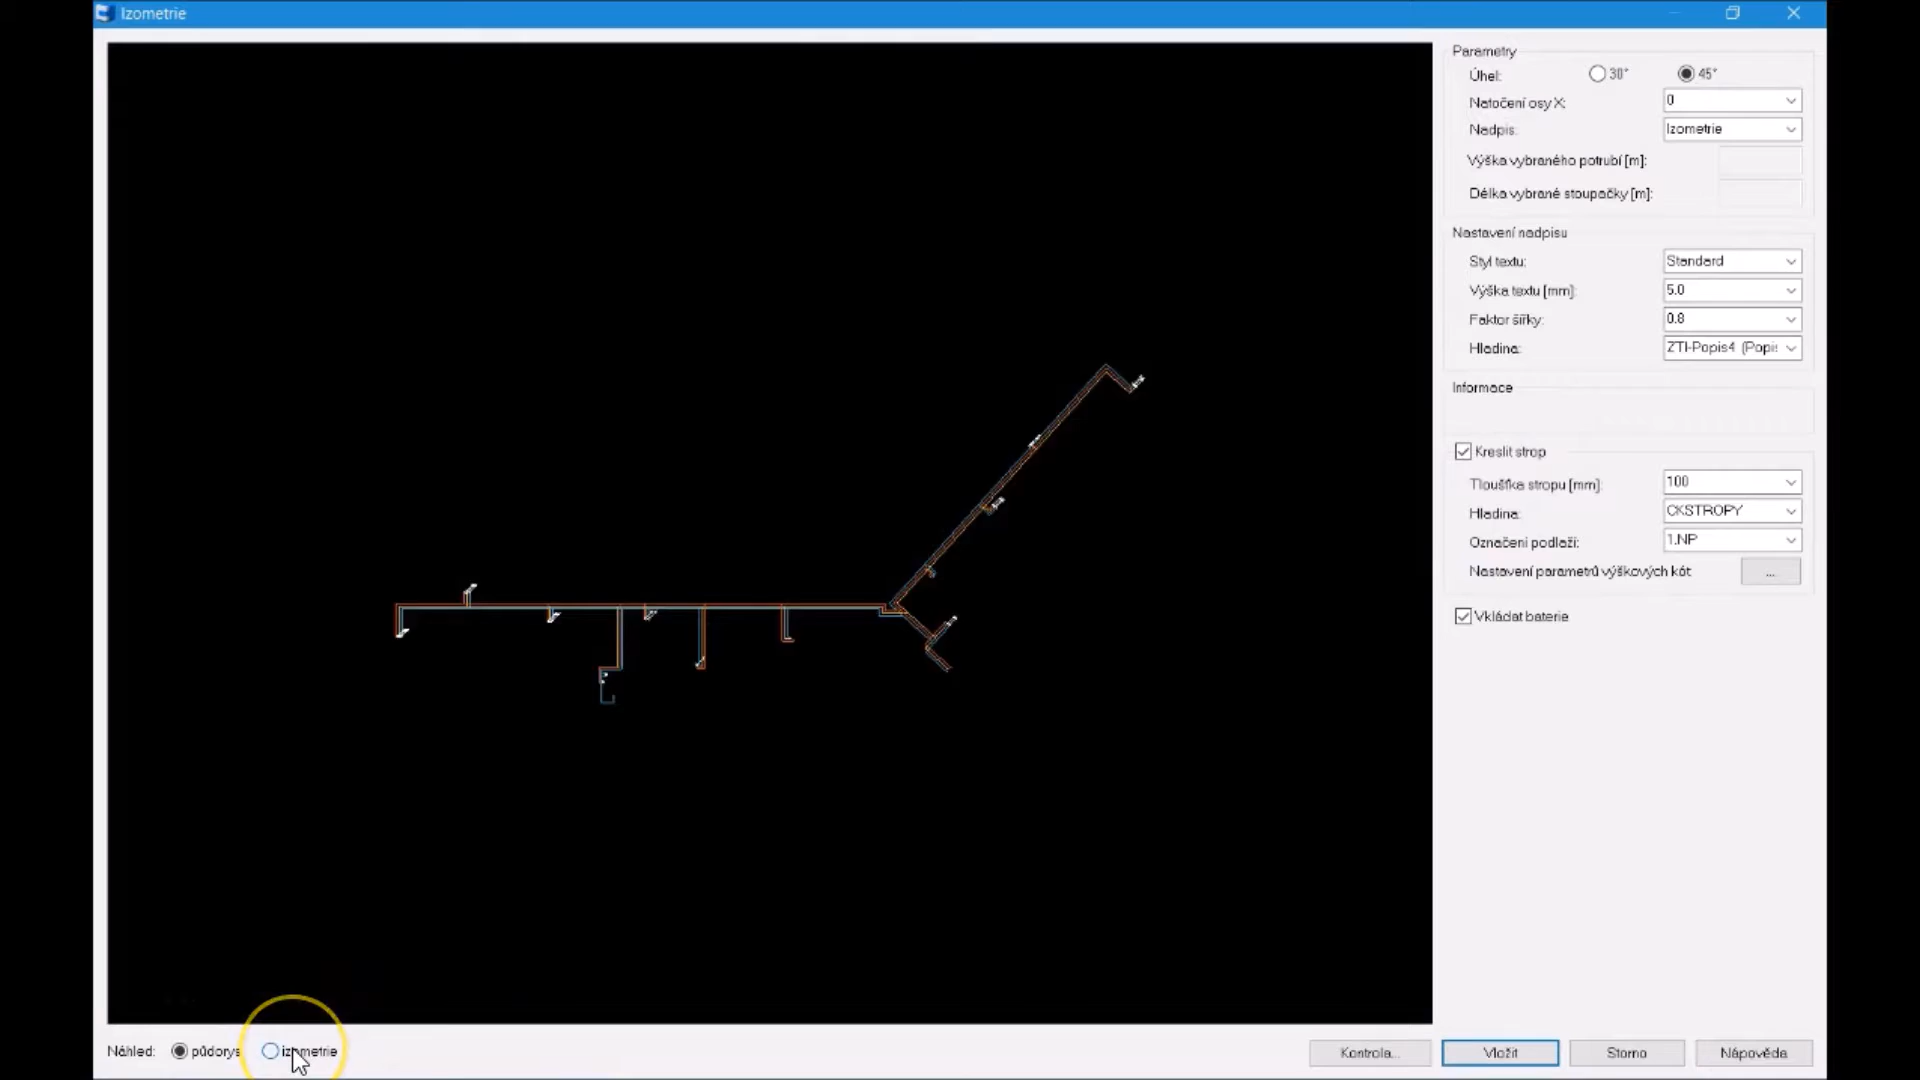 Izometrie
Parametry
Úhel: 30° 45°
Natočení osy X: 0
Nadpis: Izometrie
Výška vybraného potrubí [m]:
Délka vybrané stoupačky [m]:
Nastavení nadpisu
Styl textu: Standard
Výška textu [mm]: 5.0
Faktor šířky: 0.8
Hladina: ZTI-Popis4 (Popis
Informace
Kreslit strop
Tloušťka stropu [mm]: 100
Hladina: CKSTROPY
Označení podlaží: 1.NP
Nastavení parametrů výškových kót ...
Vkládat baterie
Náhled: půdorys izometrie
Kontrola... Vložit Storno Nápověda